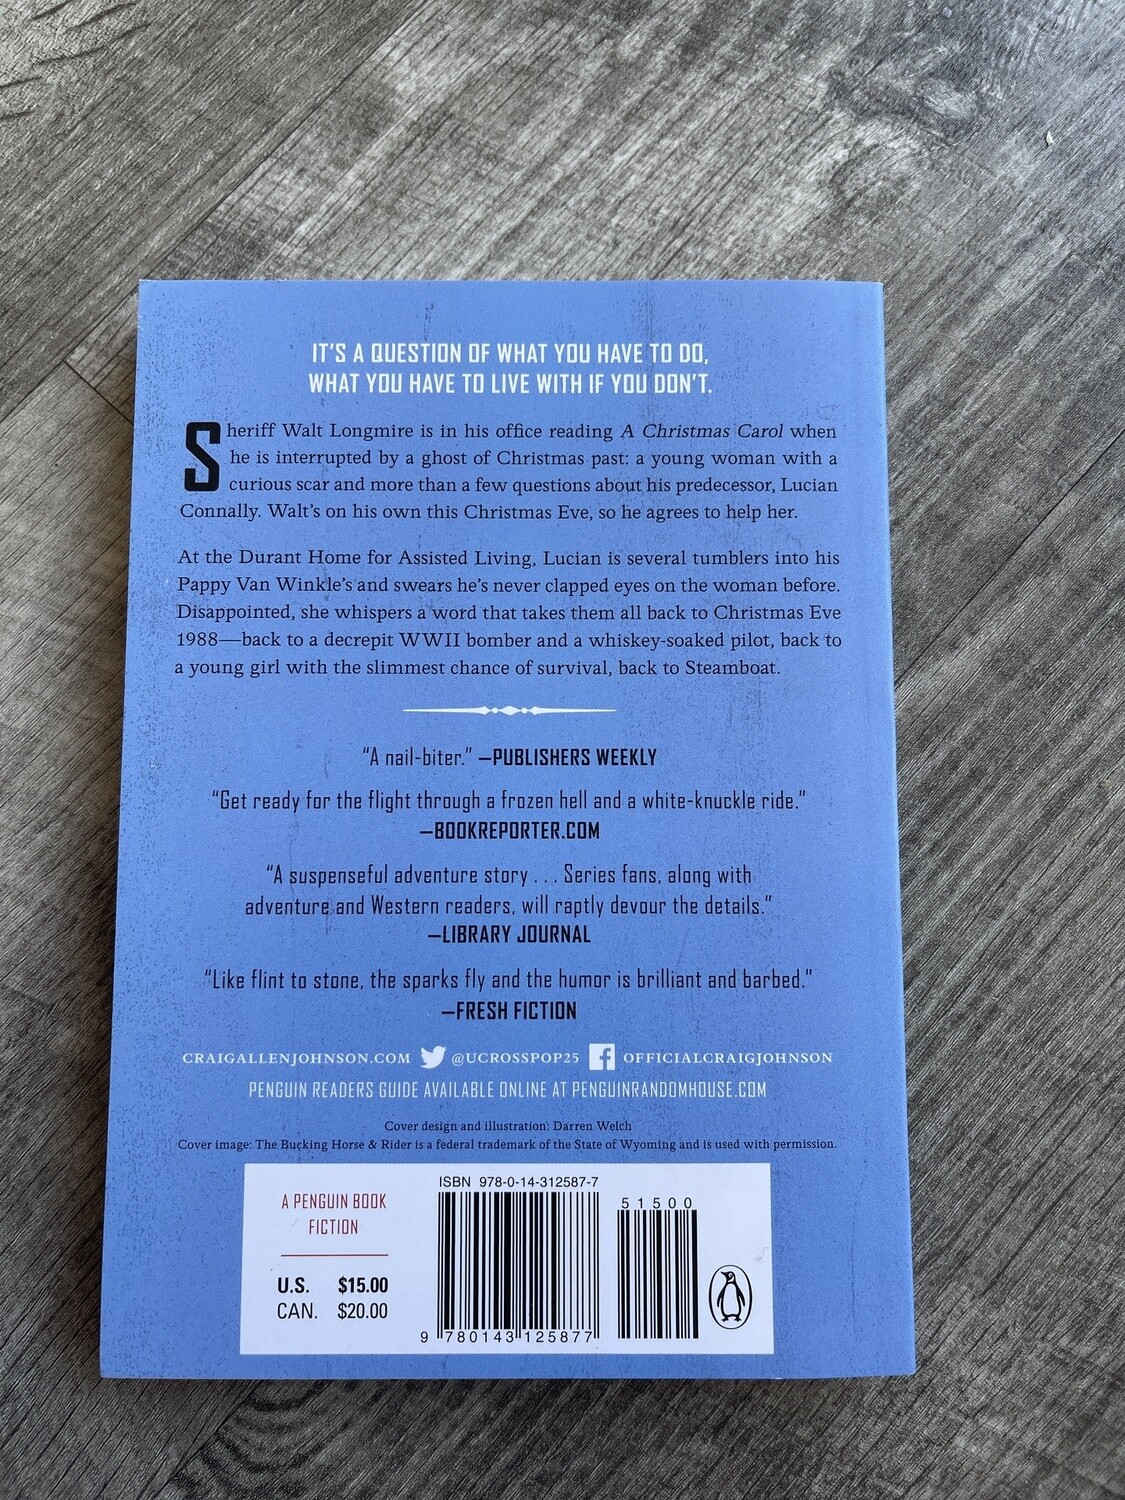 IT'S A QUESTION OF WHAT YOU HAVE TO DO,
WHAT YOU HAVE TO LIVE WITH IF YOU DON'T.
Sheriff Walt Longmire is in his office reading A Christmas Carol when
he is interrupted by a ghost of Christmas past: a young woman with a
curious scar and more than a few questions about his predecessor, Lucian
Connally. Walt's on his own this Christmas Eve, so he agrees to help her.
At the Durant Home for Assisted Living, Lucian is several tumblers into his
Pappy Van Winkle's and swears he's never clapped eyes on the woman before.
Disappointed, she whispers a word that takes them all back to Christmas Eve
1988—back to a decrepit WWII bomber and a whiskey-soaked pilot, back to
a young girl with the slimmest chance of survival, back to Steamboat.
“A nail-biter.” —PUBLISHERS WEEKLY
“Get ready for the flight through a frozen hell and a white-knuckle ride.”
—BOOKREPORTER.COM
“A suspenseful adventure story . . . Series fans, along with
adventure and Western readers, will raptly devour the details.”
—LIBRARY JOURNAL
“Like flint to stone, the sparks fly and the humor is brilliant and barbed.”
—FRESH FICTION
CRAIGALLENJOHNSON.COM @UCROSSPOP25 OFFICIALCRAIGJOHNSON
PENGUIN READERS GUIDE AVAILABLE ONLINE AT PENGUINRANDOMHOUSE.COM
Cover design and illustration: Darren Welch
Cover image: The Bucking Horse & Rider is a federal trademark of the State of Wyoming and is used with permission.
A PENGUIN BOOK
FICTION
U.S. $15.00
CAN. $20.00
ISBN 978-0-14-312587-7
51500
9 780143 125877